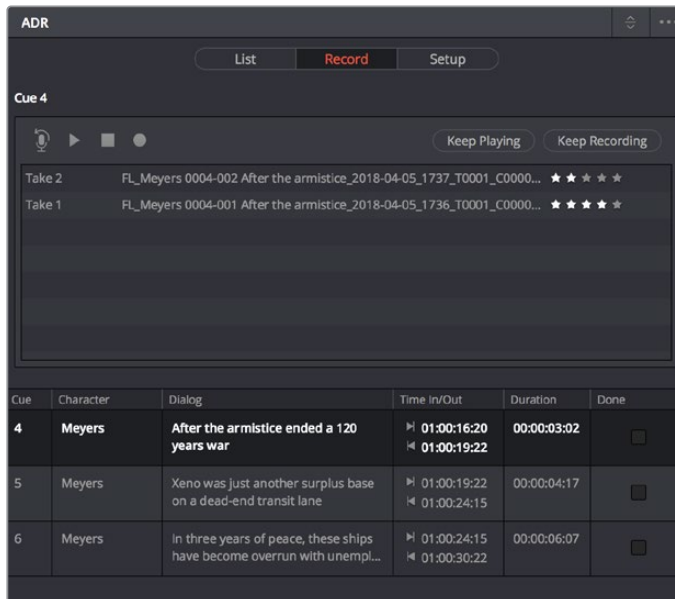 ADR
List Record Setup
Cue 4
Keep Playing Keep Recording
Take 2 FL_Meyers 0004-002 After the armistice_2018-04-05_1737_T0001_C0000...
Take 1 FL_Meyers 0004-001 After the armistice_2018-04-05_1736_T0001_C0000...
Cue Character Dialog Time In/Out Duration Done
4 Meyers After the armistice ended a 120 01:00:16:20 00:00:03:02
years war 01:00:19:22
5 Meyers Xeno was just another surplus base 01:00:19:22 00:00:04:17
on a dead-end transit lane 01:00:24:15
6 Meyers In three years of peace, these ships 01:00:24:15 00:00:06:07
have become overrun with unempl... 01:00:30:22